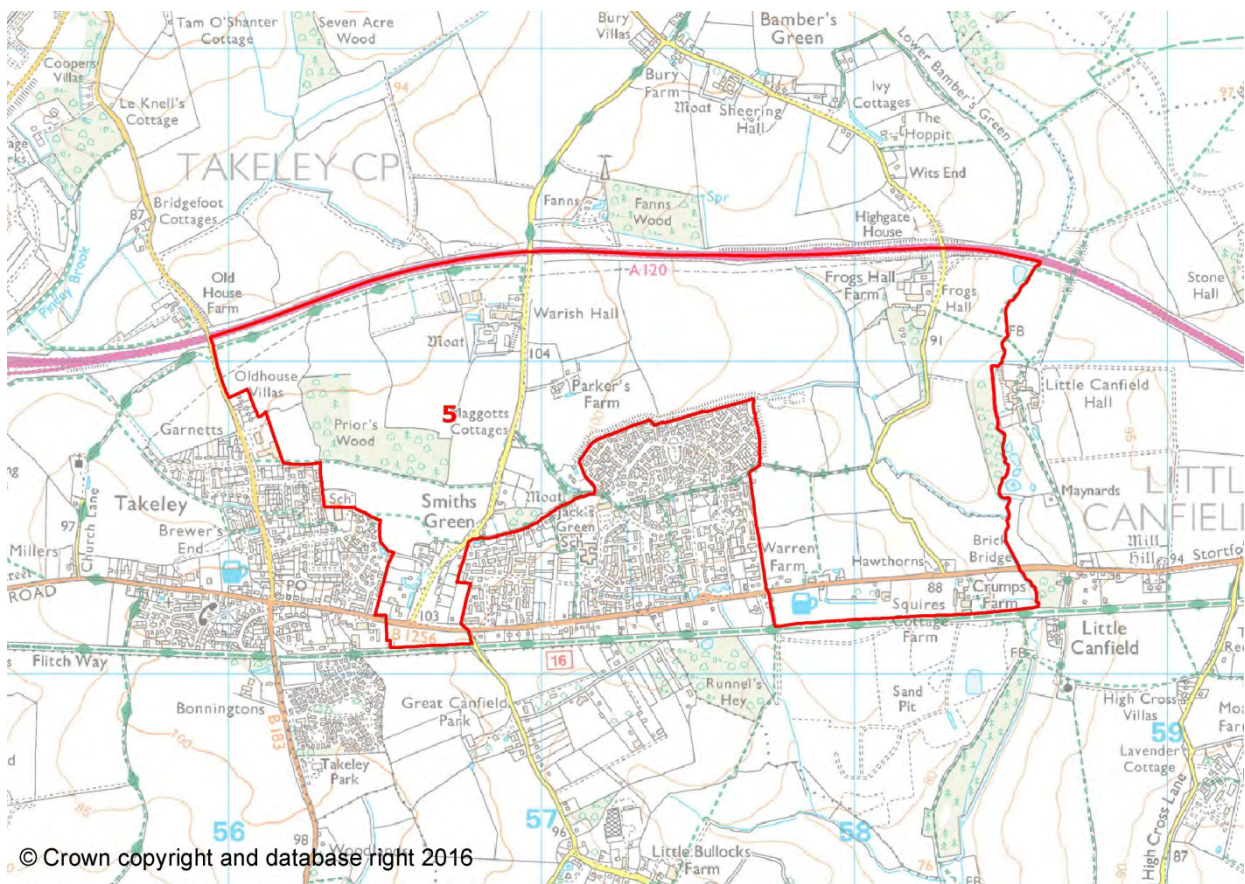 Tam O'Shanter
Cottage
Seven Acre
Wood
Bury
Villas
Bamber's
Green
Coopers
Villas
Le Knell's
Cottage
94
Bury
Farm
Moat
Sheering
Hall
Ivy
Cottages
Lower Bamber's Green
97
The
Hoppit
TAKELEY CP
Wits End
Bridgefoot
Cottages
87
Fanns
Fanns
Wood
Spr
Highgate
House
Pincey Brook
Old
House
Farm
A120
Frogs Hall
Farm
Frogs
Hall
Stone
Hall
Warish Hall
Moat
104
91
FB
Oldhouse
Villas
Parker's
Farm
Little Canfield
Hall
5
Maggotts
Cottages
Garnetts
Prior's
Wood
95
Takeley
Sch
Smiths
Green
Moat
Jack's
Green
Sch
Maynards
LITTL
CANFIELD
97
Church Lane
Brewer's
End
Millers
Warren
Farm
Hawthorns
Brick
Bridge
Mill
Hill
94
Stortfo
ROAD
PO
103
B 1256
88
Squires
Cottage
Farm
Crumps
Farm
Little
Canfield
Flitch Way
16
FB
Bonningtons
B 183
100
Great Canfield
Park
Runnel's
Hey
Sand
Pit
High Cross
Villas
97
59
Lavender
Cottage
Takeley
Park
56
57
58
98
96
Little Bullocks
Farm
76
High Cross Lane
87
FB
© Crown copyright and database right 2016